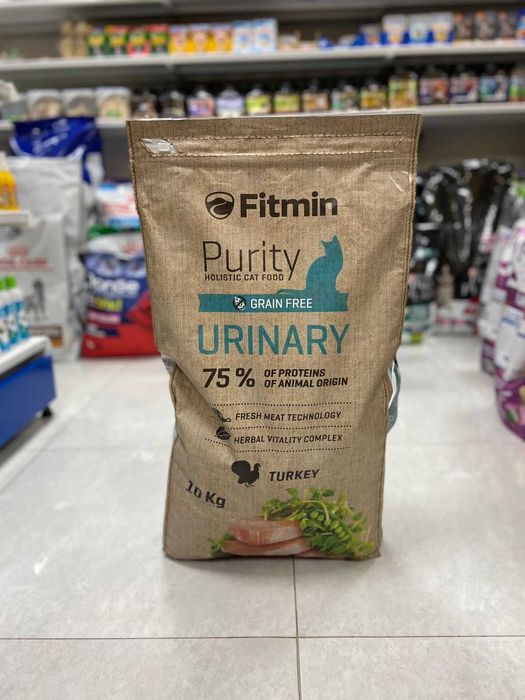 Fitmin
Purity
HOLISTIC CAT FOOD
GRAIN FREE
URINARY
75 % OF PROTEINS
OF ANIMAL ORIGIN
FRESH MEAT TECHNOLOGY
HERBAL VITALITY COMPLEX
TURKEY
10 Kg